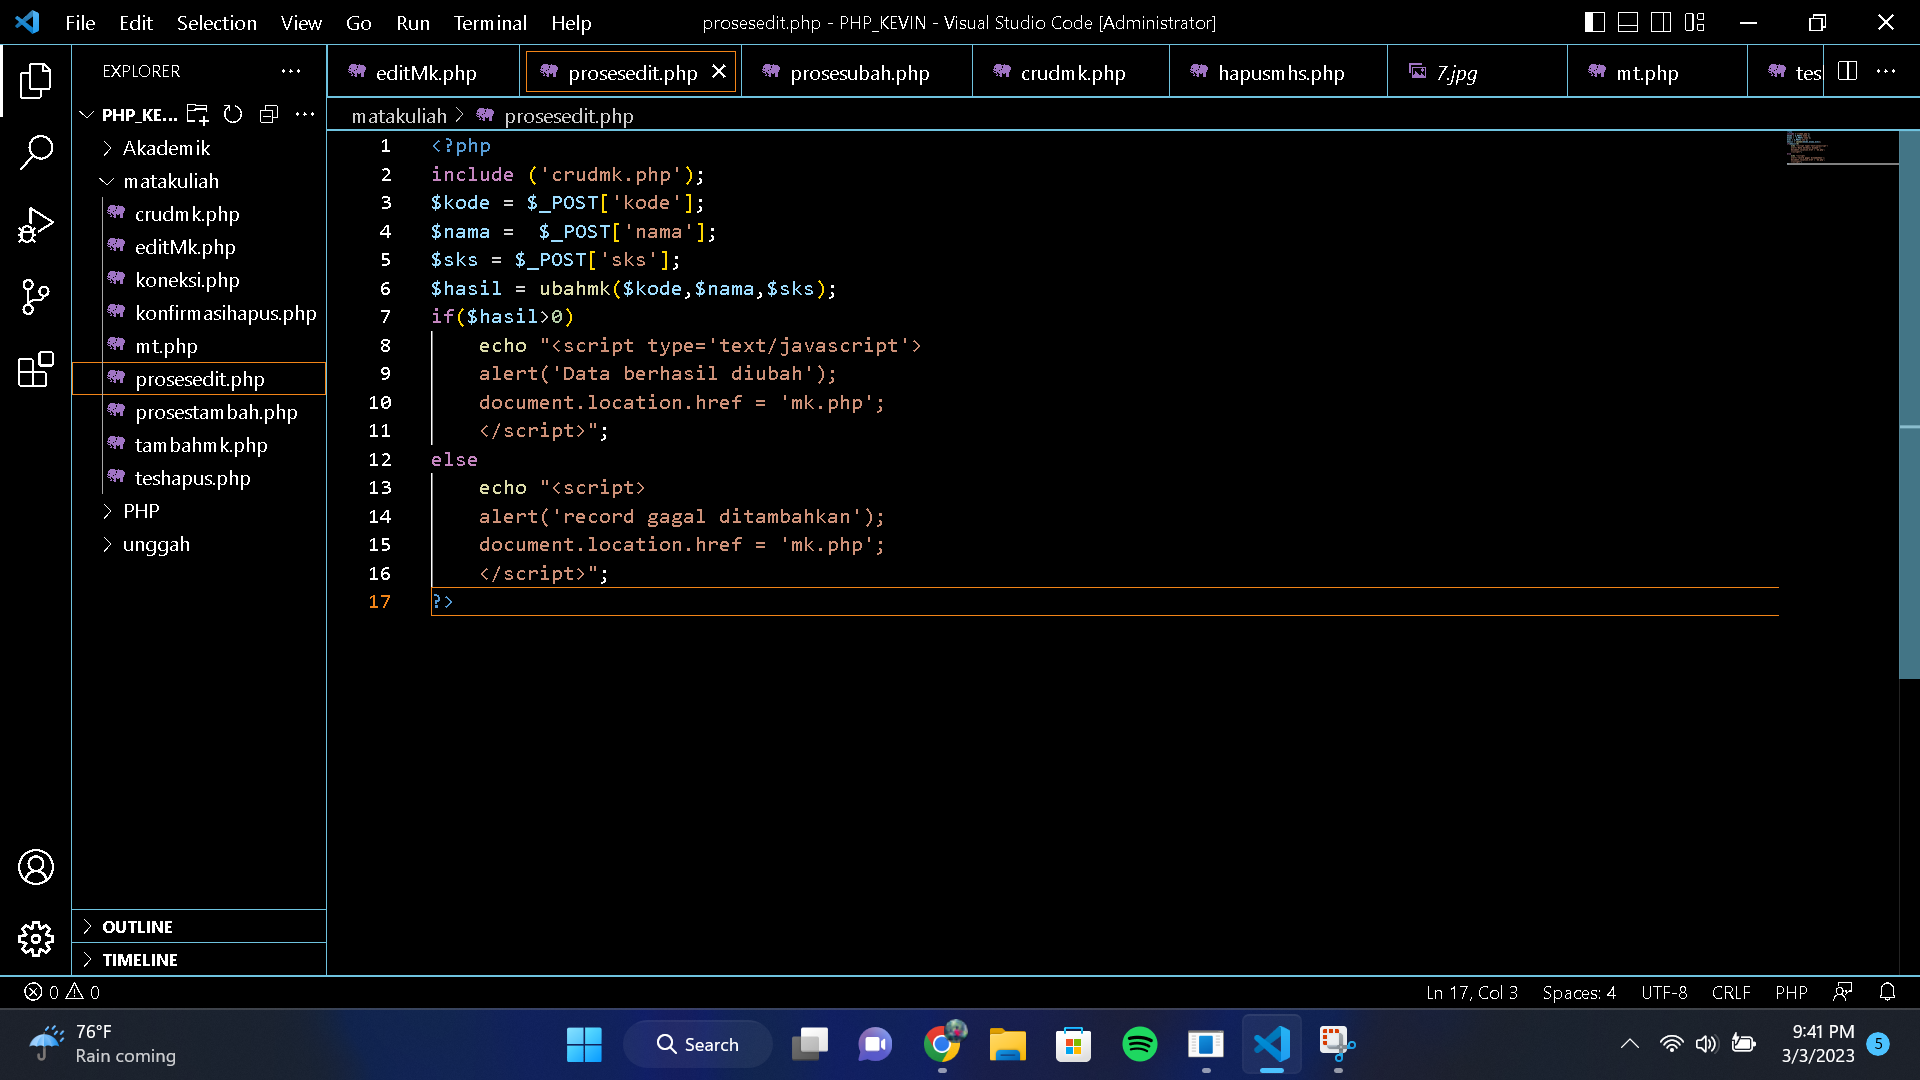 File Edit Selection View Go Run Terminal Help
prosesedit.php - PHP_KEVIN - Visual Studio Code [Administrator]
EXPLORER
PHP_KE...
Akademik
matakuliah
crudmk.php
editMk.php
koneksi.php
konfirmasihapus.php
mt.php
prosesedit.php
prosestambah.php
tambahmk.php
teshapus.php
PHP
unggah
OUTLINE
TIMELINE
editMk.php prosesedit.php prosesubah.php crudmk.php hapusmhs.php 7.jpg mt.php tes
matakuliah > prosesedit.php
1 <?php
2 include ('crudmk.php');
3 $kode = $_POST['kode'];
4 $nama =  $_POST['nama'];
5 $sks = $_POST['sks'];
6 $hasil = ubahmk($kode,$nama,$sks);
7 if($hasil>0)
8     echo "<script type='text/javascript'>
9     alert('Data berhasil diubah');
10     document.location.href = 'mk.php';
11     </script>";
12 else
13     echo "<script>
14     alert('record gagal ditambahkan');
15     document.location.href = 'mk.php';
16     </script>";
17 ?>
0 0
Ln 17, Col 3 Spaces: 4 UTF-8 CRLF PHP
76°F
Rain coming
Search
9:41 PM
3/3/2023
5